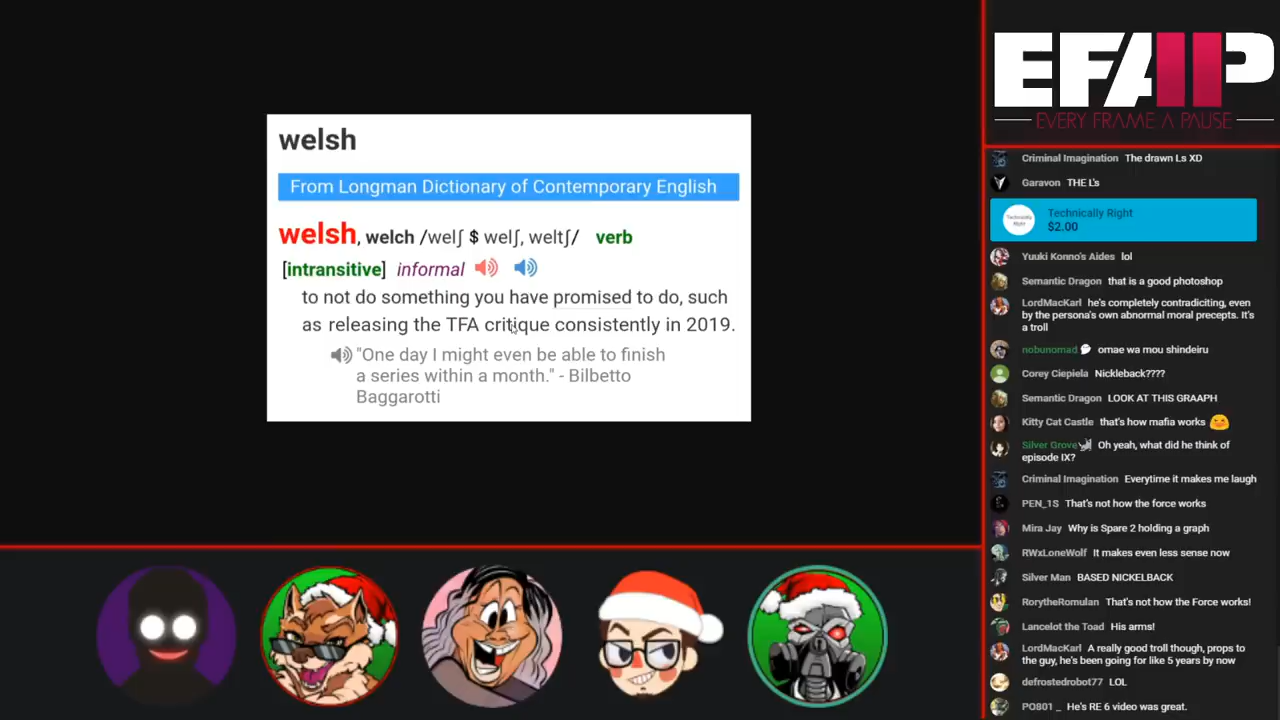 welsh
From Longman Dictionary of Contemporary English
welsh, welch /welʃ $ welʃ, weltʃ/ verb
[intransitive] informal
to not do something you have promised to do, such
as releasing the TFA critique consistently in 2019.
"One day I might even be able to finish
a series within a month." - Bilbetto
Baggarotti
EFAP
EVERY FRAME A PAUSE
Criminal Imagination The drawn Ls XD
Garavon THE L's
Technically Right
Technically Right
$2.00
Yuuki Konno's Aides lol
Semantic Dragon that is a good photoshop
LordMacKarl he's completely contradiciting, even
by the persona's own abnormal moral precepts. It's
a troll
nobunomad omae wa mou shindeiru
Corey Ciepiela Nickleback????
Semantic Dragon LOOK AT THIS GRAAPH
Kitty Cat Castle that's how mafia works
Silver Grove Oh yeah, what did he think of
episode IX?
Criminal Imagination Everytime it makes me laugh
PEN_1S That's not how the force works
Mira Jay Why is Spare 2 holding a graph
RWxLoneWolf It makes even less sense now
Silver Man BASED NICKELBACK
RorytheRomulan That's not how the Force works!
Lancelot the Toad His arms!
LordMacKarl A really good troll though, props to
the guy, he's been going for like 5 years by now
defrostedrobot77 LOL
PO801 _ He's RE 6 video was great.